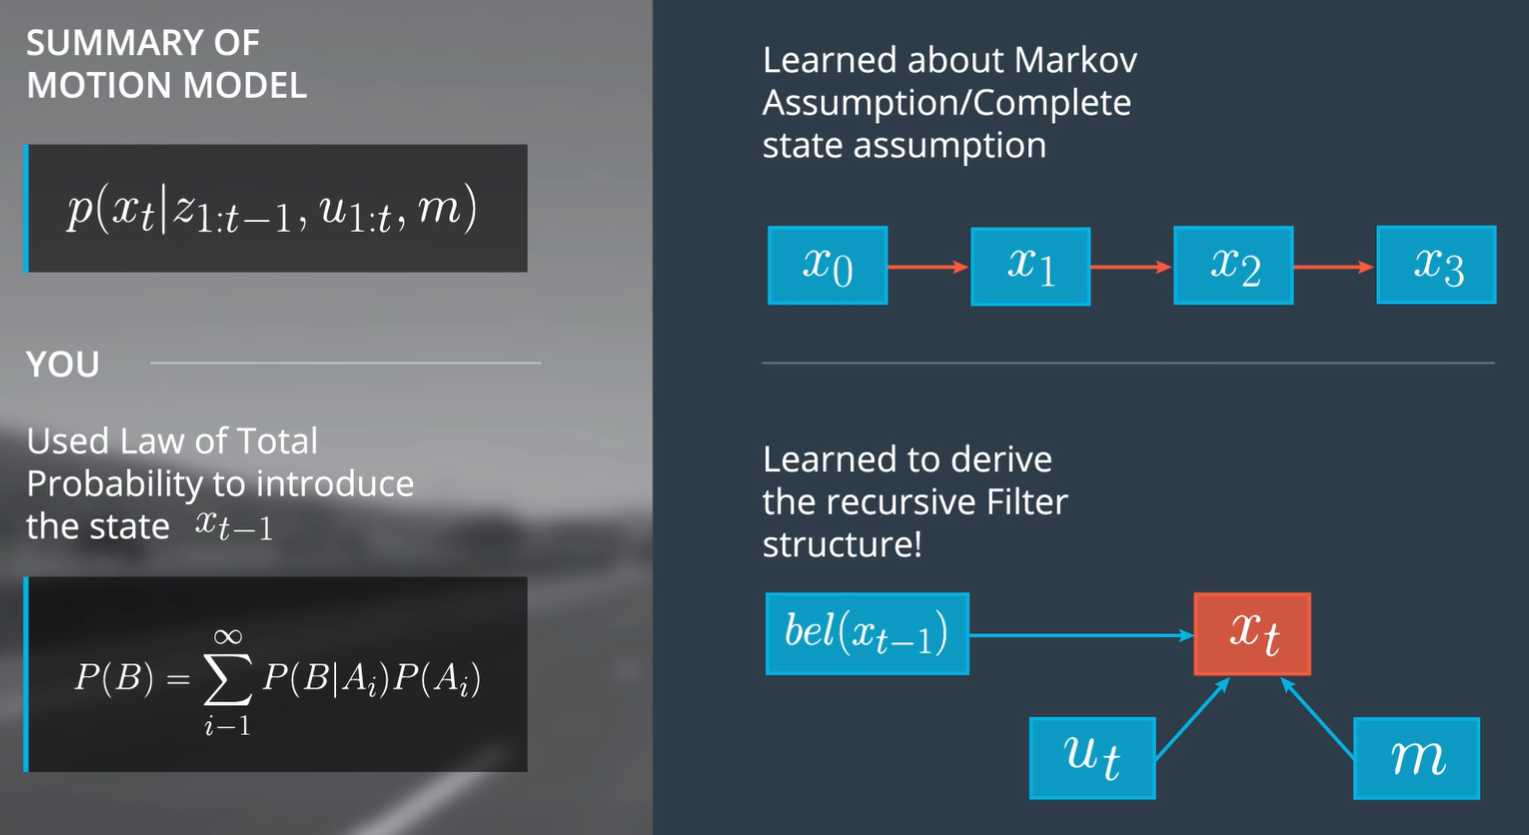 SUMMARY OF
MOTION MODEL
p(x_t|z_{1:t−1}, u_{1:t}, m)
YOU
Used Law of Total
Probability to introduce
the state x_{t−1}
P(B) = \sum_{i−1}^{∞} P(B|A_i)P(A_i)
Learned about Markov
Assumption/Complete
state assumption
x_0 x_1 x_2 x_3
Learned to derive
the recursive Filter
structure!
bel(x_{t−1}) x_t
u_t m